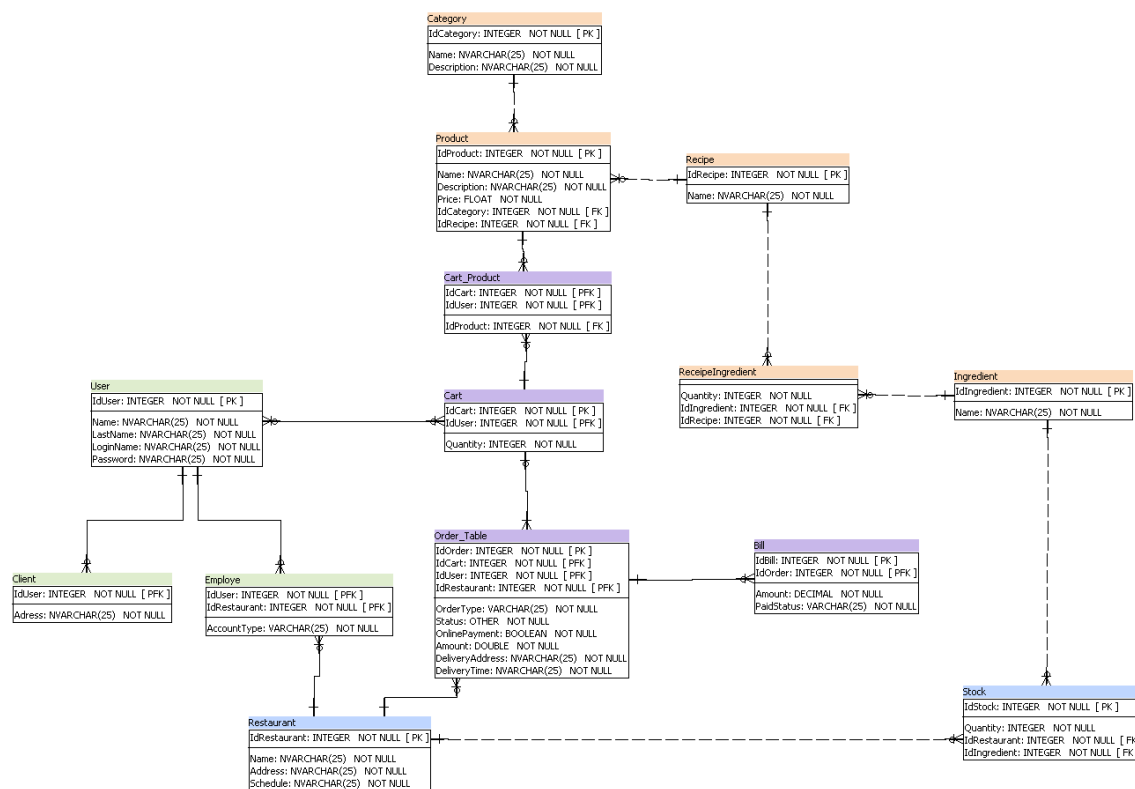 Category
IdCategory: INTEGER NOT NULL [ PK ]
Name: NVARCHAR(25) NOT NULL
Description: NVARCHAR(25) NOT NULL
Product
IdProduct: INTEGER NOT NULL [ PK ]
Name: NVARCHAR(25) NOT NULL
Description: NVARCHAR(25) NOT NULL
Price: FLOAT NOT NULL
IdCategory: INTEGER NOT NULL [ FK ]
IdRecipe: INTEGER NOT NULL [ FK ]
Recipe
IdRecipe: INTEGER NOT NULL [ PK ]
Name: NVARCHAR(25) NOT NULL
Cart_Product
IdCart: INTEGER NOT NULL [ PFK ]
IdUser: INTEGER NOT NULL [ PFK ]
IdProduct: INTEGER NOT NULL [ FK ]
ReceipeIngredient
Quantity: INTEGER NOT NULL
IdIngredient: INTEGER NOT NULL [ FK ]
IdRecipe: INTEGER NOT NULL [ FK ]
Ingredient
IdIngredient: INTEGER NOT NULL [ PK ]
Name: NVARCHAR(25) NOT NULL
User
IdUser: INTEGER NOT NULL [ PK ]
Name: NVARCHAR(25) NOT NULL
LastName: NVARCHAR(25) NOT NULL
LoginName: NVARCHAR(25) NOT NULL
Password: NVARCHAR(25) NOT NULL
Cart
IdCart: INTEGER NOT NULL [ PK ]
IdUser: INTEGER NOT NULL [ PFK ]
Quantity: INTEGER NOT NULL
Order_Table
IdOrder: INTEGER NOT NULL [ PK ]
IdCart: INTEGER NOT NULL [ PFK ]
IdUser: INTEGER NOT NULL [ PFK ]
IdRestaurant: INTEGER NOT NULL [ PFK ]
OrderType: VARCHAR(25) NOT NULL
Status: OTHER NOT NULL
OnlinePayment: BOOLEAN NOT NULL
Amount: DOUBLE NOT NULL
DeliveryAddress: NVARCHAR(25) NOT NULL
DeliveryTime: NVARCHAR(25) NOT NULL
Bill
IdBill: INTEGER NOT NULL [ PK ]
IdOrder: INTEGER NOT NULL [ PFK ]
Amount: DECIMAL NOT NULL
PaidStatus: VARCHAR(25) NOT NULL
Client
IdUser: INTEGER NOT NULL [ PFK ]
Adress: NVARCHAR(25) NOT NULL
Employe
IdUser: INTEGER NOT NULL [ PFK ]
IdRestaurant: INTEGER NOT NULL [ PFK ]
AccountType: VARCHAR(25) NOT NULL
Restaurant
IdRestaurant: INTEGER NOT NULL [ PK ]
Name: NVARCHAR(25) NOT NULL
Address: NVARCHAR(25) NOT NULL
Schedule: NVARCHAR(25) NOT NULL
Stock
IdStock: INTEGER NOT NULL [ PK ]
Quantity: INTEGER NOT NULL
IdRestaurant: INTEGER NOT NULL [ FK
IdIngredient: INTEGER NOT NULL [ FK